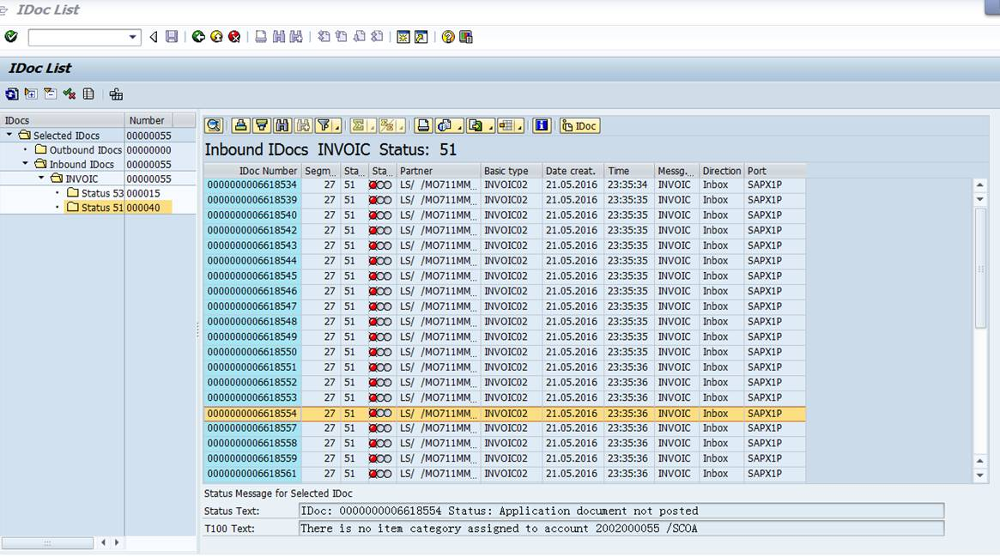 IDoc List
IDoc List
IDocs Number
Selected IDocs 00000055
Outbound IDocs 00000000
Inbound IDocs 00000055
INVOIC 00000055
Status 53 000015
Status 51 000040
IDoc
Inbound IDocs INVOIC Status: 51
IDoc Number Segm... Sta... Sta... Partner Basic type Date creat. Time Messg... Direction Port
0000000006618534 27 51 LS/ /MO711MM... INVOIC02 21.05.2016 23:35:34 INVOIC Inbox SAPX1P
0000000006618539 27 51 LS/ /MO711MM... INVOIC02 21.05.2016 23:35:35 INVOIC Inbox SAPX1P
0000000006618540 27 51 LS/ /MO711MM... INVOIC02 21.05.2016 23:35:35 INVOIC Inbox SAPX1P
0000000006618542 27 51 LS/ /MO711MM... INVOIC02 21.05.2016 23:35:35 INVOIC Inbox SAPX1P
0000000006618543 27 51 LS/ /MO711MM... INVOIC02 21.05.2016 23:35:35 INVOIC Inbox SAPX1P
0000000006618544 27 51 LS/ /MO711MM... INVOIC02 21.05.2016 23:35:35 INVOIC Inbox SAPX1P
0000000006618545 27 51 LS/ /MO711MM... INVOIC02 21.05.2016 23:35:35 INVOIC Inbox SAPX1P
0000000006618546 27 51 LS/ /MO711MM... INVOIC02 21.05.2016 23:35:35 INVOIC Inbox SAPX1P
0000000006618547 27 51 LS/ /MO711MM... INVOIC02 21.05.2016 23:35:35 INVOIC Inbox SAPX1P
0000000006618548 27 51 LS/ /MO711MM... INVOIC02 21.05.2016 23:35:35 INVOIC Inbox SAPX1P
0000000006618549 27 51 LS/ /MO711MM... INVOIC02 21.05.2016 23:35:35 INVOIC Inbox SAPX1P
0000000006618550 27 51 LS/ /MO711MM... INVOIC02 21.05.2016 23:35:35 INVOIC Inbox SAPX1P
0000000006618551 27 51 LS/ /MO711MM... INVOIC02 21.05.2016 23:35:36 INVOIC Inbox SAPX1P
0000000006618552 27 51 LS/ /MO711MM... INVOIC02 21.05.2016 23:35:36 INVOIC Inbox SAPX1P
0000000006618553 27 51 LS/ /MO711MM... INVOIC02 21.05.2016 23:35:36 INVOIC Inbox SAPX1P
0000000006618554 27 51 LS/ /MO711MM... INVOIC02 21.05.2016 23:35:36 INVOIC Inbox SAPX1P
0000000006618557 27 51 LS/ /MO711MM... INVOIC02 21.05.2016 23:35:36 INVOIC Inbox SAPX1P
0000000006618558 27 51 LS/ /MO711MM... INVOIC02 21.05.2016 23:35:36 INVOIC Inbox SAPX1P
0000000006618559 27 51 LS/ /MO711MM... INVOIC02 21.05.2016 23:35:36 INVOIC Inbox SAPX1P
0000000006618561 27 51 LS/ /MO711MM... INVOIC02 21.05.2016 23:35:36 INVOIC Inbox SAPX1P
Status Message for Selected IDoc
Status Text: IDoc: 0000000006618554 Status: Application document not posted
T100 Text: There is no item category assigned to account 2002000055 /SCOA